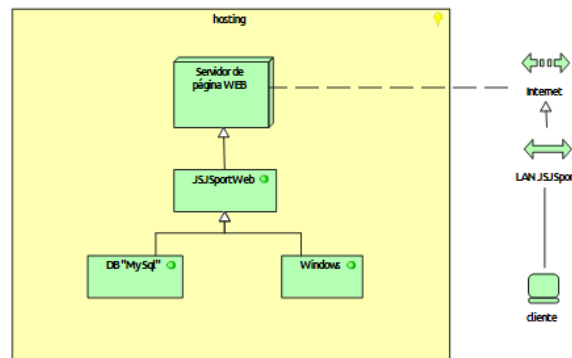 hosting
Servidor de
página WEB
Internet
JSJSportWeb
LAN JSJSpor
DB "MySql"
Windows
cliente